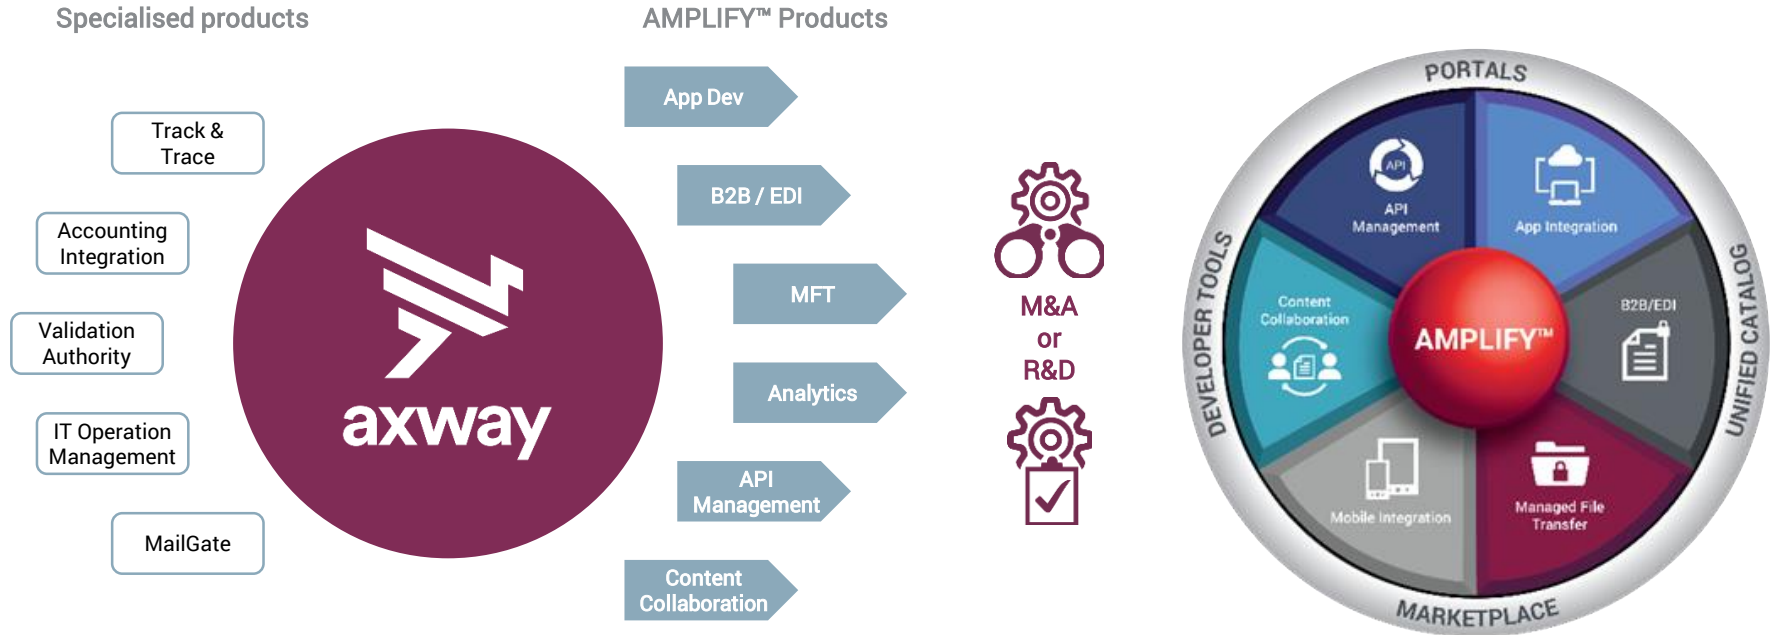 Specialised products
AMPLIFY™ Products
Track &
Trace
Accounting
Integration
Validation
Authority
IT Operation
Management
MailGate
axway
App Dev
B2B / EDI
MFT
Analytics
API
Management
Content
Collaboration
M&A
or
R&D
PORTALS
DEVELOPER TOOLS
UNIFIED CATALOG
MARKETPLACE
API
API
Management
App Integration
Content
Collaboration
B2B/EDI
AMPLIFY™
Mobile Integration
Managed File
Transfer